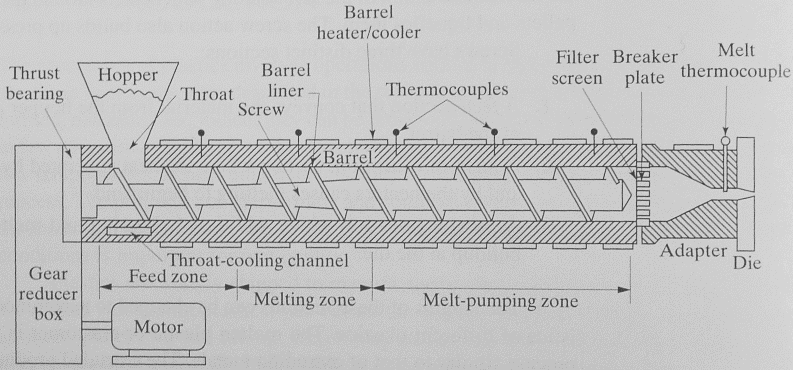 Barrel
heater/cooler
Thrust
bearing
Hopper
Throat
Barrel
liner
Screw
Thermocouples
Filter
screen
Breaker
plate
Melt
thermocouple
Barrel
Throat-cooling channel
Adapter
Die
Feed zone
Melting zone
Melt-pumping zone
Gear
reducer
box
Motor